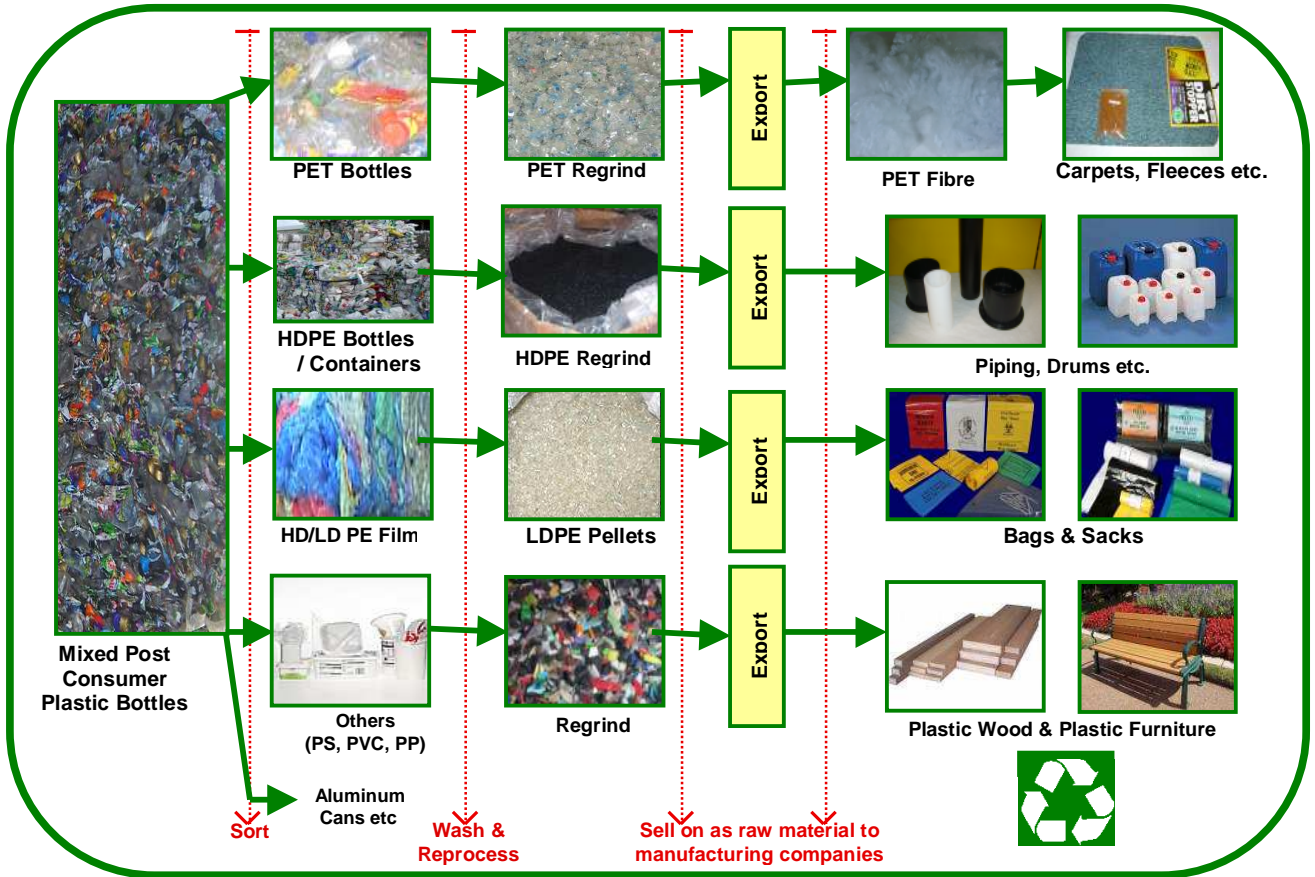 PET Bottles
PET Regrind
Export
PET Fibre
DIRT
STOPPER
Carpets, Fleeces etc.
HDPE Bottles
/ Containers
HDPE Regrind
Export
Piping, Drums etc.
HD/LD PE Film
LDPE Pellets
Export
Bags & Sacks
Mixed Post
Consumer
Plastic Bottles
Others
(PS, PVC, PP)
Regrind
Export
Plastic Wood & Plastic Furniture
Aluminum
Cans etc
Sort
Wash &
Reprocess
Sell on as raw material to
manufacturing companies